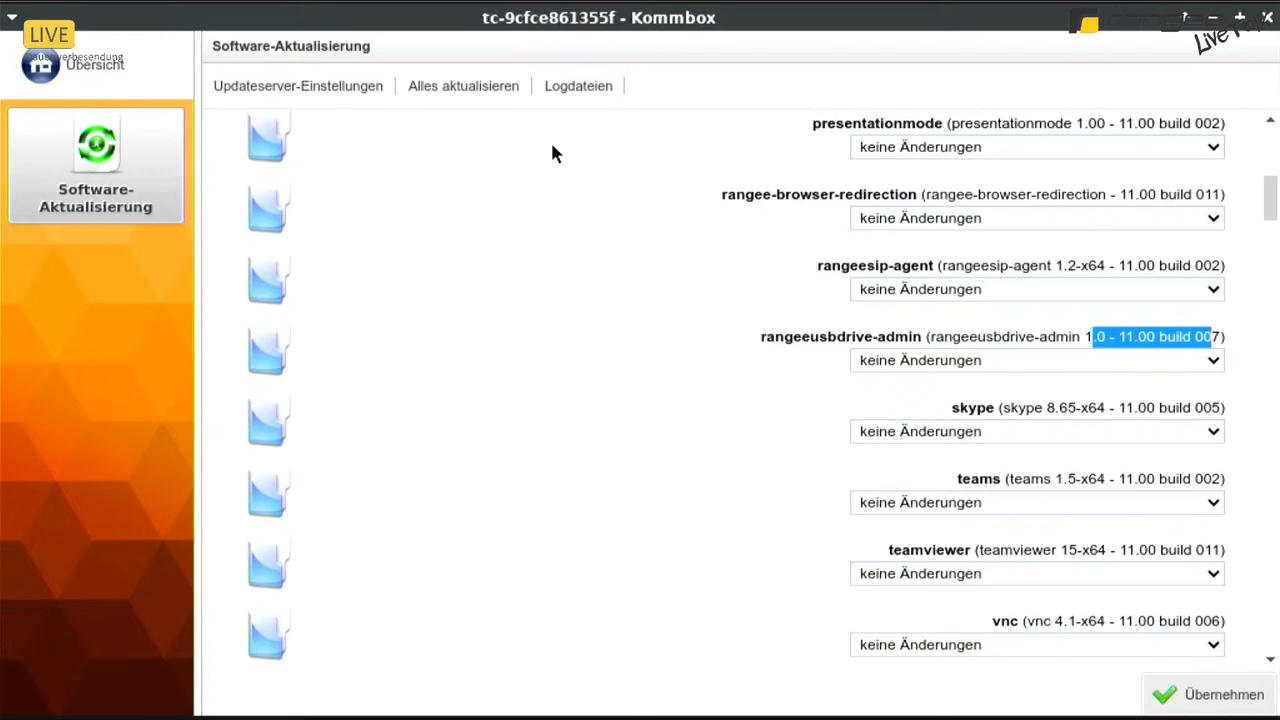 tc-9cfce861355f - Kommbox
LIVE
Übersicht
Software-Aktualisierung
Updateserver-Einstellungen
Alles aktualisieren
Logdateien
Software-
Aktualisierung
presentationmode (presentationmode 1.00 - 11.00 build 002)
keine Änderungen
rangee-browser-redirection (rangee-browser-redirection - 11.00 build 011)
keine Änderungen
rangeesip-agent (rangeesip-agent 1.2-x64 - 11.00 build 002)
keine Änderungen
rangeeusbdrive-admin (rangeeusbdrive-admin 1.0 - 11.00 build 007)
keine Änderungen
skype (skype 8.65-x64 - 11.00 build 005)
keine Änderungen
teams (teams 1.5-x64 - 11.00 build 002)
keine Änderungen
teamviewer (teamviewer 15-x64 - 11.00 build 011)
keine Änderungen
vnc (vnc 4.1-x64 - 11.00 build 006)
keine Änderungen
Übernehmen